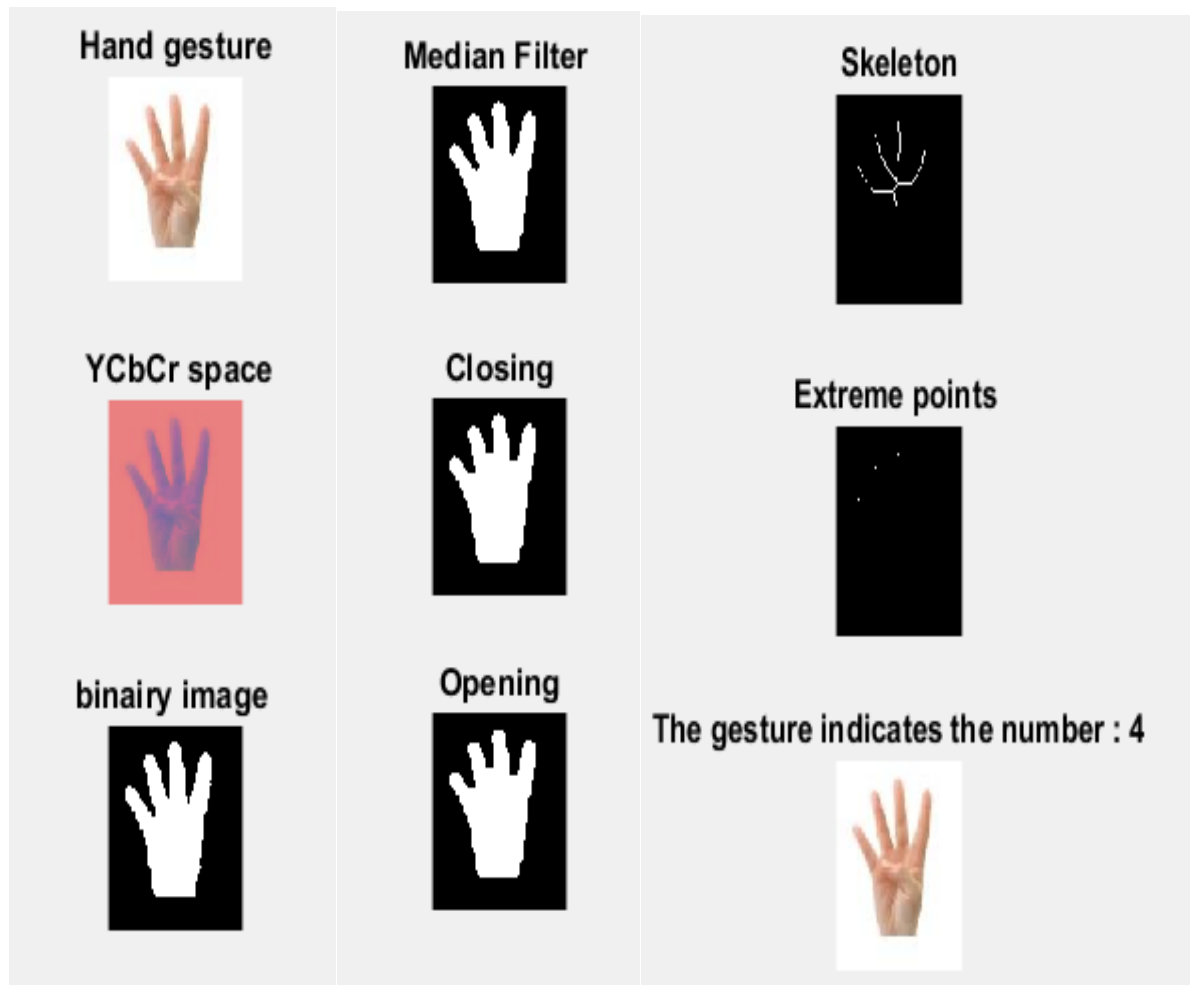 Hand gesture
YCbCr space
binairy image
Median Filter
Closing
Opening
Skeleton
Extreme points
The gesture indicates the number : 4